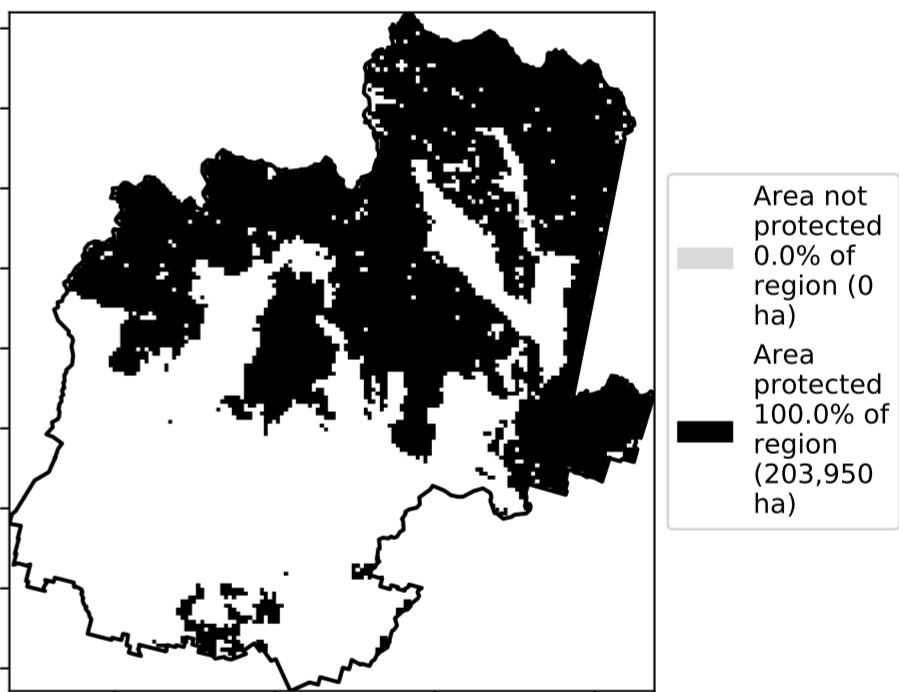 Area not
protected
0.0% of
region (0
ha)
Area
protected
100.0% of
region
(203,950
ha)